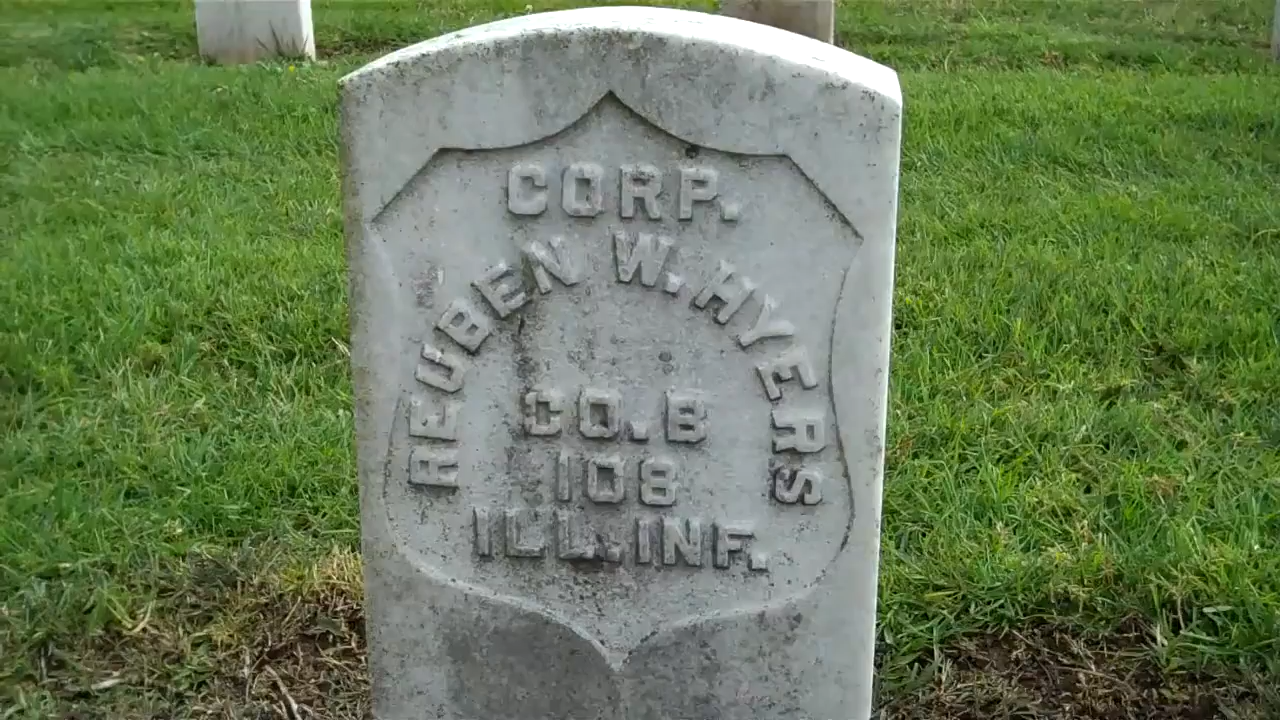 CORP.
REUBEN W. HYERS
CO. B
108
ILL. INF.